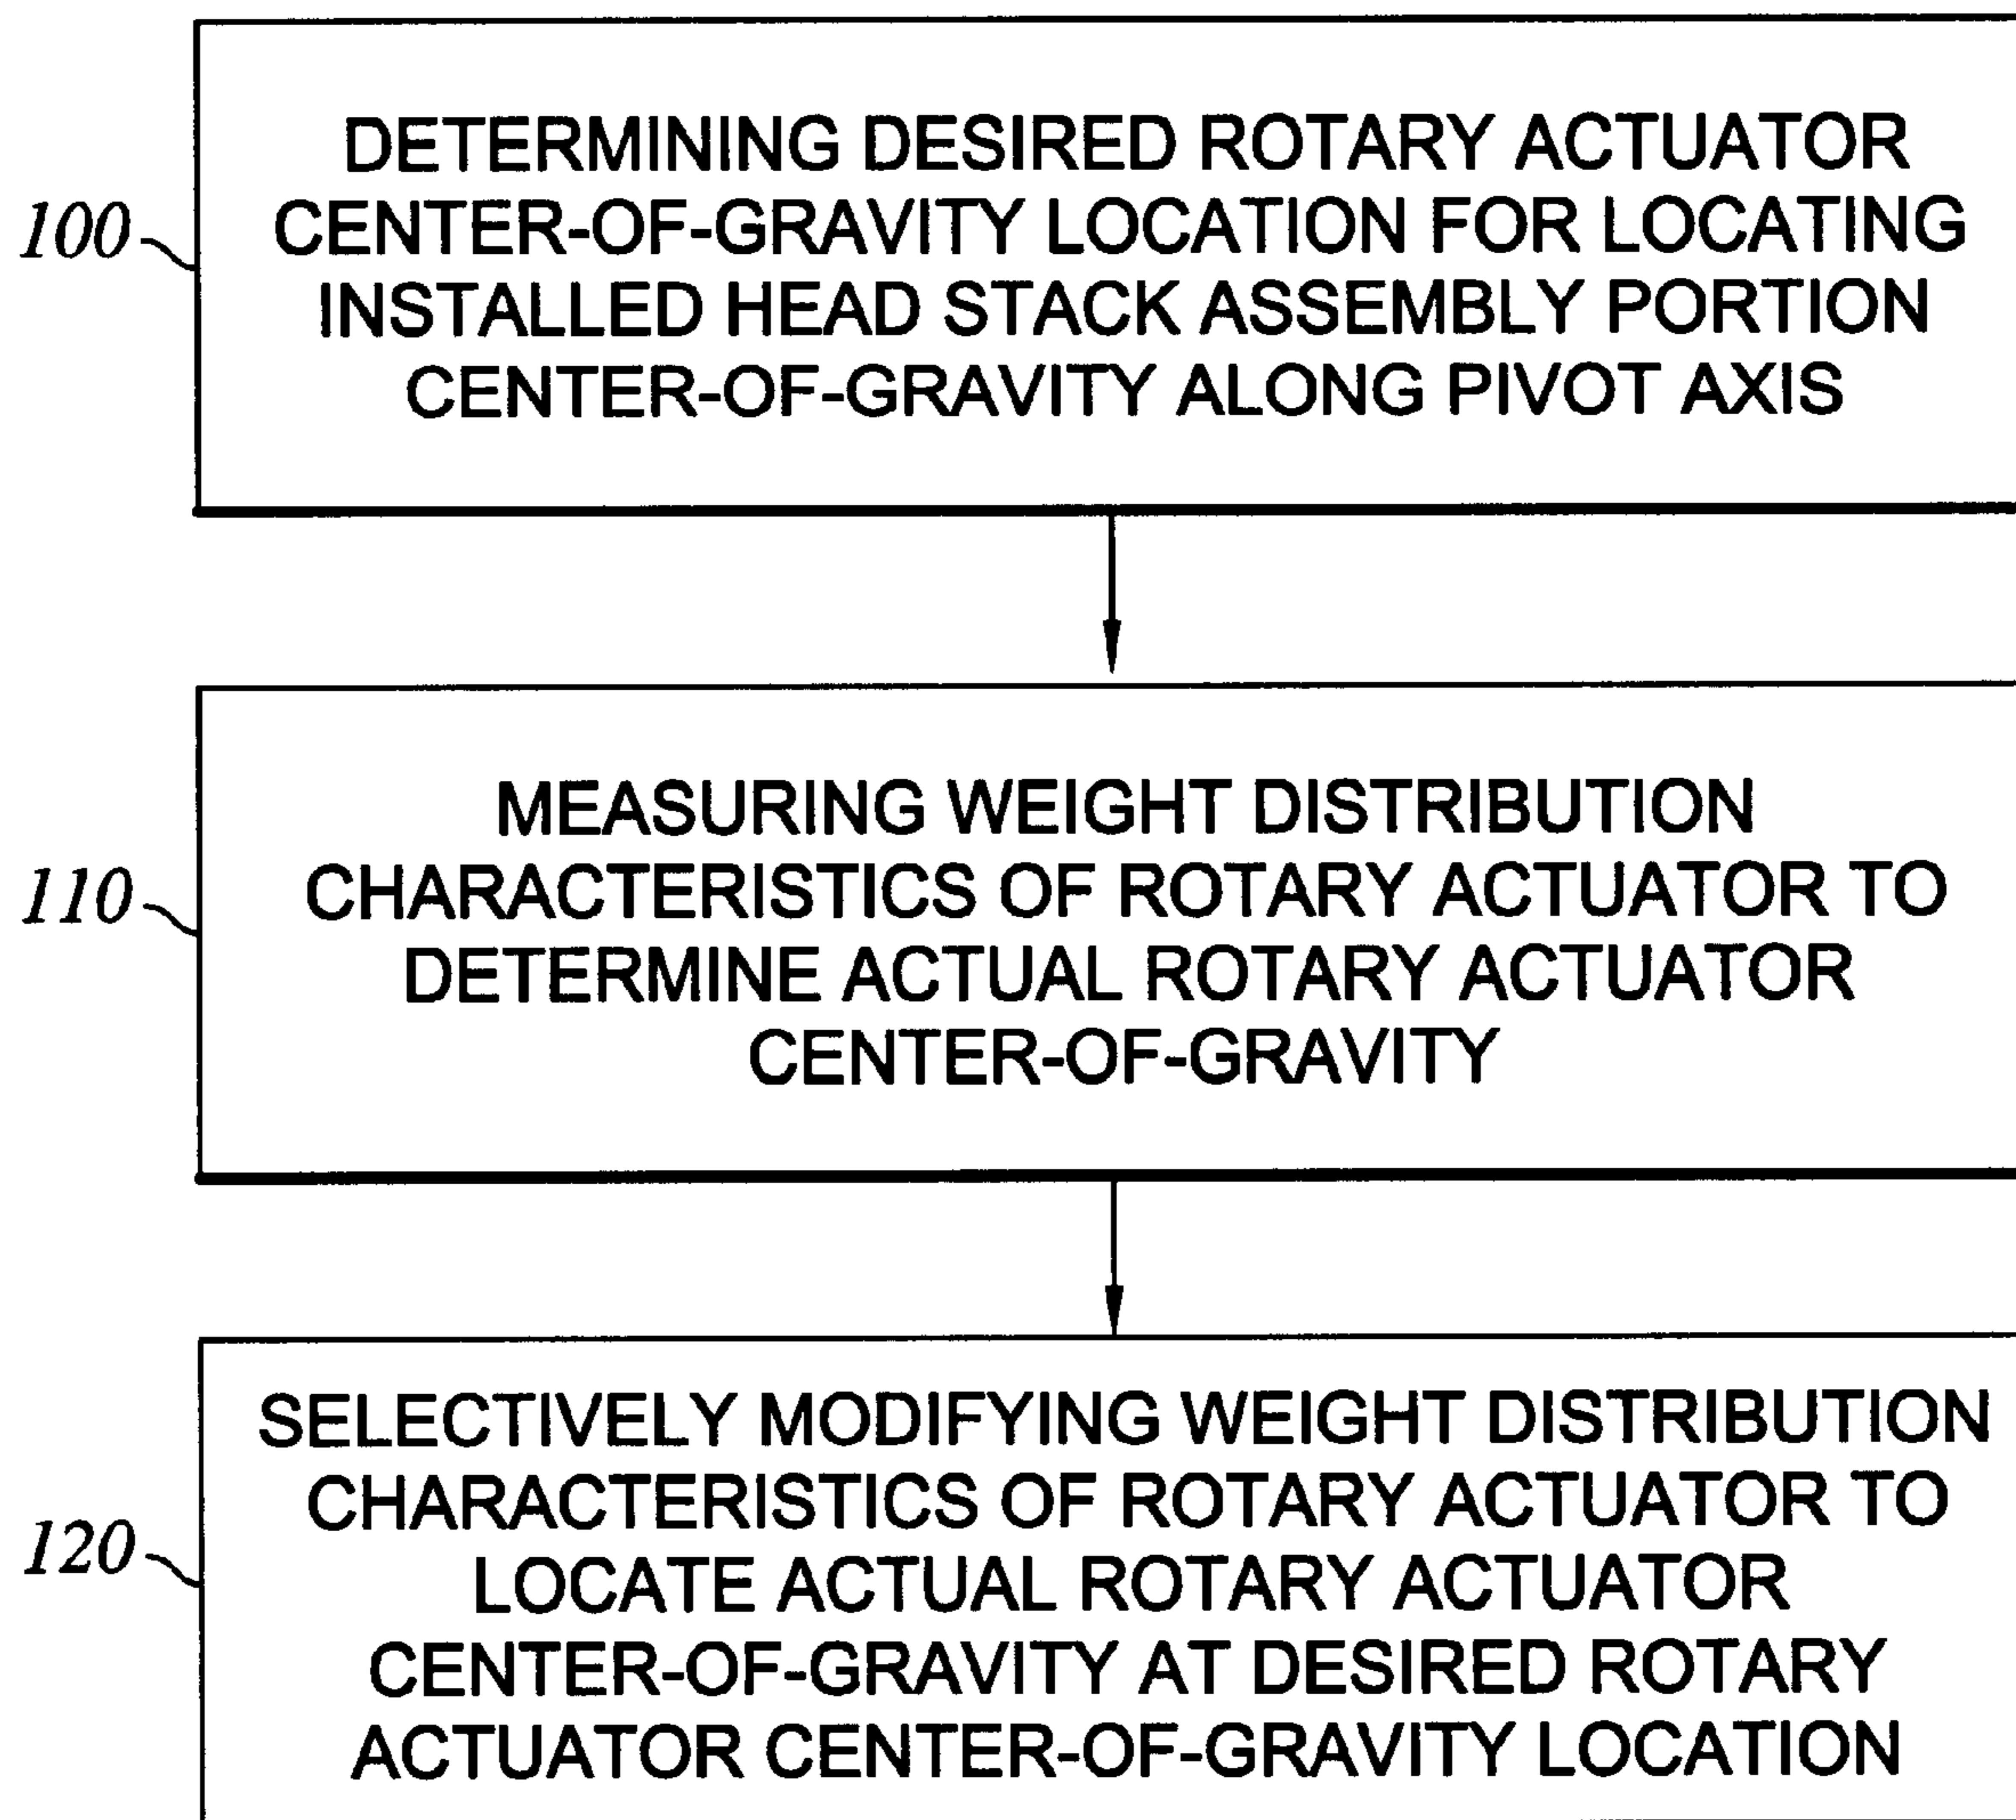 DETERMINING DESIRED ROTARY ACTUATOR
CENTER-OF-GRAVITY LOCATION FOR LOCATING
INSTALLED HEAD STACK ASSEMBLY PORTION
CENTER-OF-GRAVITY ALONG PIVOT AXIS
100
MEASURING WEIGHT DISTRIBUTION
CHARACTERISTICS OF ROTARY ACTUATOR TO
DETERMINE ACTUAL ROTARY ACTUATOR
CENTER-OF-GRAVITY
110
SELECTIVELY MODIFYING WEIGHT DISTRIBUTION
CHARACTERISTICS OF ROTARY ACTUATOR TO
LOCATE ACTUAL ROTARY ACTUATOR
CENTER-OF-GRAVITY AT DESIRED ROTARY
ACTUATOR CENTER-OF-GRAVITY LOCATION
120